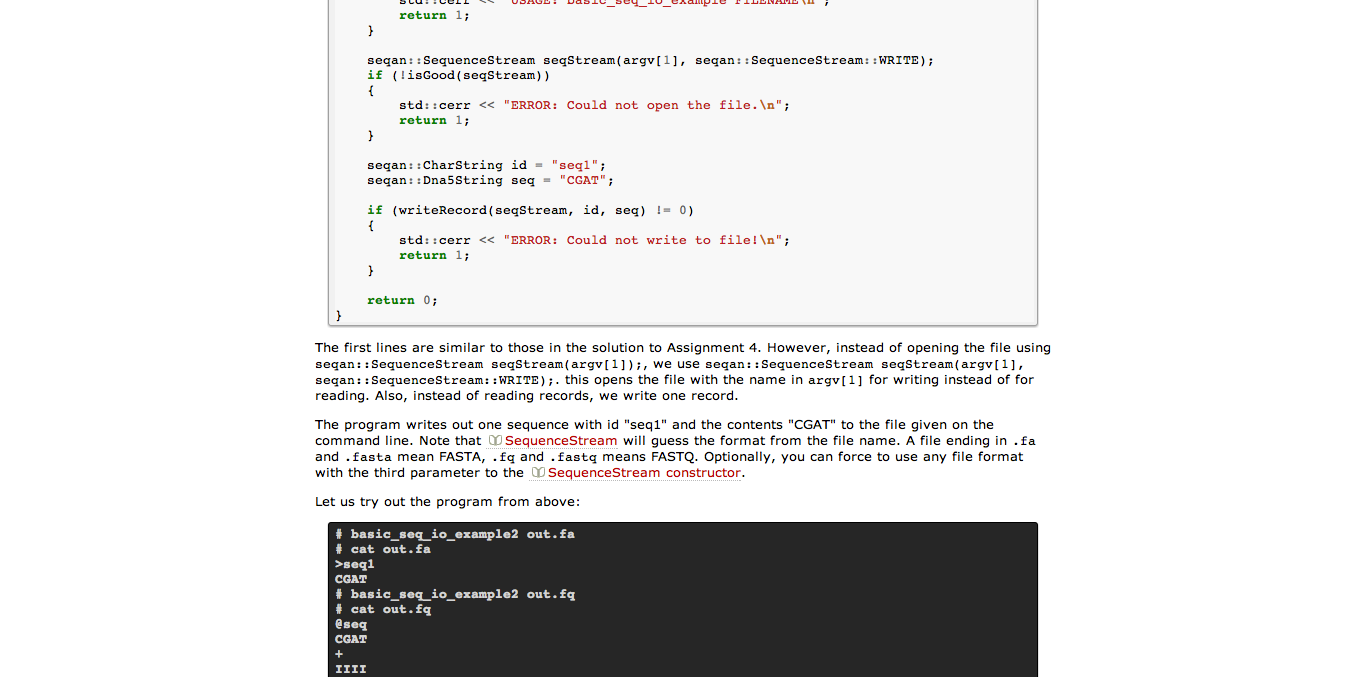 std::cerr << "USAGE: basic_seq_io_example FILENAME\n";
return 1;
}
seqan::SequenceStream seqStream(argv[1], seqan::SequenceStream::WRITE);
if (!isGood(seqStream))
{
std::cerr << "ERROR: Could not open the file.\n";
return 1;
}
seqan::CharString id = "seq1";
seqan::Dna5String seq = "CGAT";
if (writeRecord(seqStream, id, seq) != 0)
{
std::cerr << "ERROR: Could not write to file!\n";
return 1;
}
return 0;
}
The first lines are similar to those in the solution to Assignment 4. However, instead of opening the file using
seqan::SequenceStream seqStream(argv[1]);, we use seqan::SequenceStream seqStream(argv[1],
seqan::SequenceStream::WRITE);. this opens the file with the name in argv[1] for writing instead of for
reading. Also, instead of reading records, we write one record.
The program writes out one sequence with id "seq1" and the contents "CGAT" to the file given on the
command line. Note that SequenceStream will guess the format from the file name. A file ending in .fa
and .fasta mean FASTA, .fq and .fastq means FASTQ. Optionally, you can force to use any file format
with the third parameter to the SequenceStream constructor.
Let us try out the program from above:
# basic_seq_io_example2 out.fa
# cat out.fa
>seq1
CGAT
# basic_seq_io_example2 out.fq
# cat out.fq
@seq
CGAT
+
IIII